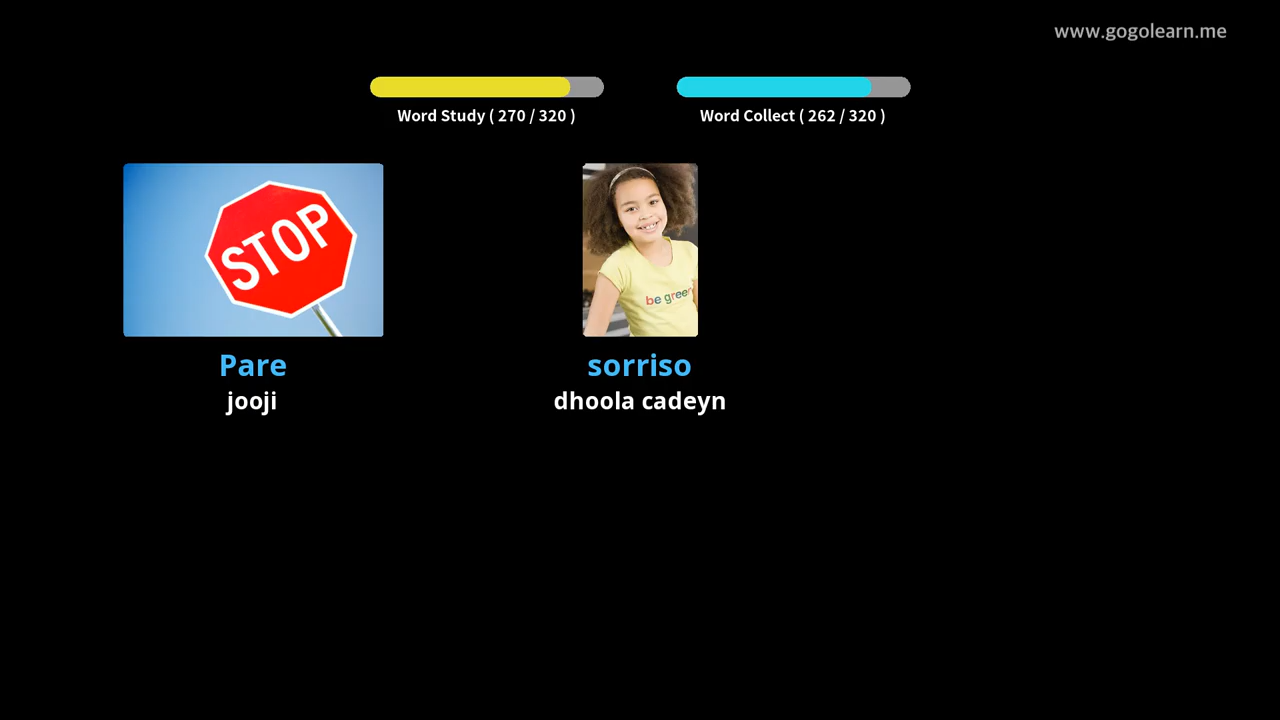 www.gogolearn.me
Word Study ( 270 / 320 )
Word Collect ( 262 / 320 )
STOP
be green
Pare
jooji
sorriso
dhoola cadeyn